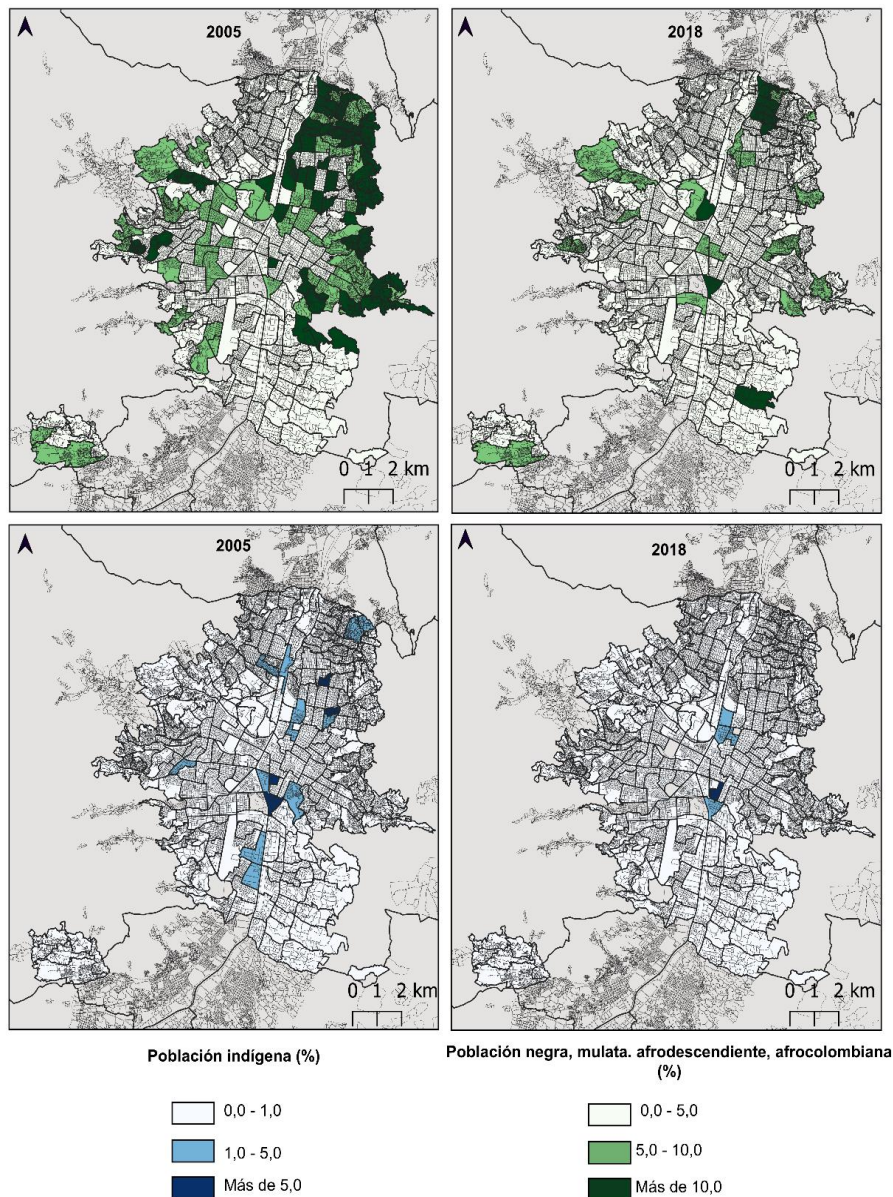 2005
2018
0 1 2 km
0 1 2 km
2005
2018
0 1 2 km
0 1 2 km
Población indígena (%)
Población negra, mulata. afrodescendiente, afrocolombiana
(%)
0,0 - 1,0
0,0 - 5,0
1,0 - 5,0
5,0 - 10,0
Más de 5,0
Más de 10,0